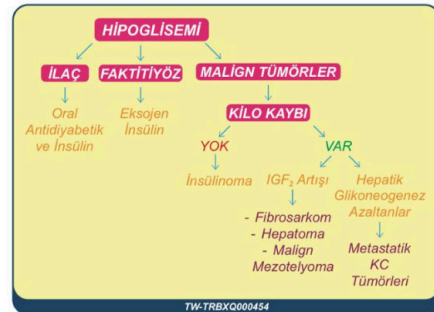 HİPOGLİSEMİ
İLAÇ
FAKTİTİYÖZ
MALİGN TÜMÖRLER
Oral
Antidiyabetik
ve İnsülin
Eksojen
İnsülin
KİLO KAYBI
YOK
VAR
İnsülinoma
IGF₂ Artışı
Hepatik
Glikoneogenez
Azaltanlar
- Fibrosarkom
- Hepatoma
- Malign
Mezotelyoma
Metastatik
KC
Tümörleri
TW-TRBXQ000454